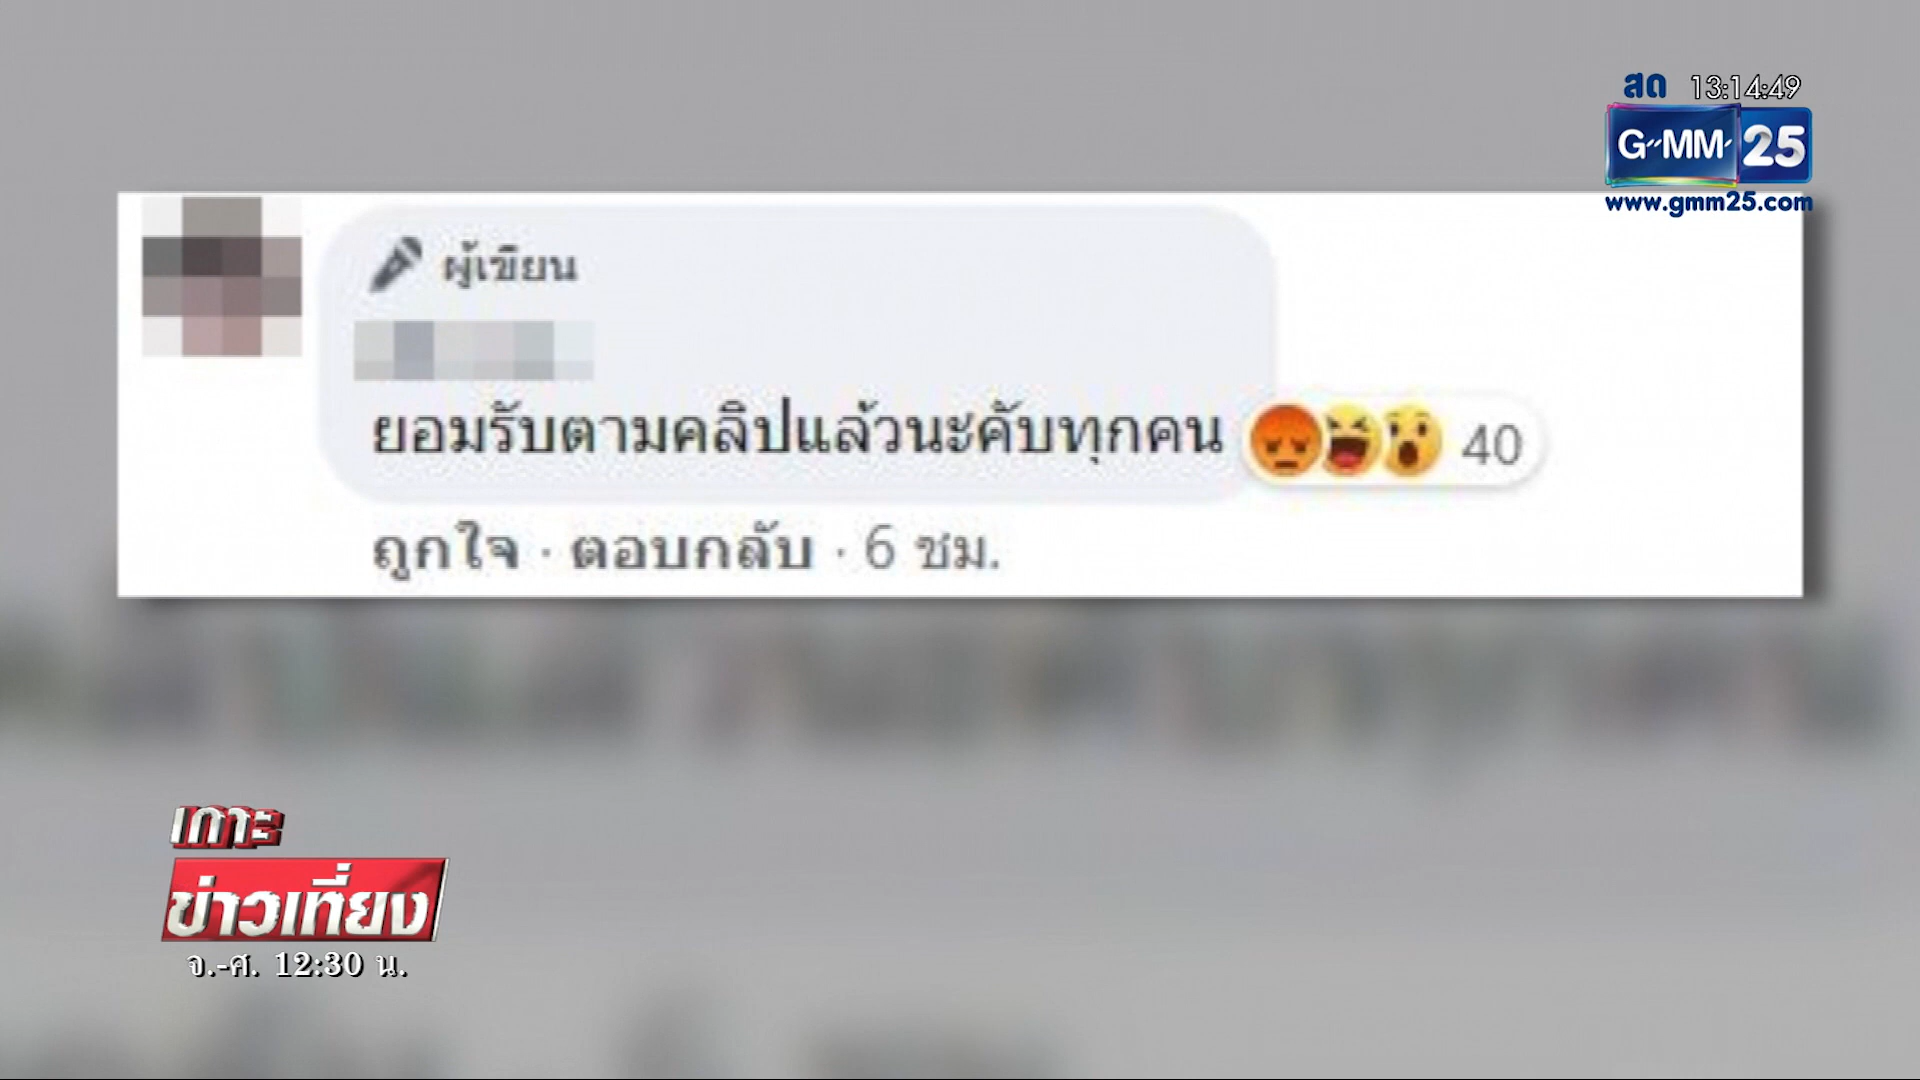 สด 13:14:49
G-MM 25
www.gmm25.com
ผู้เขียน
ยอมรับตามคลิปแล้วนะคับทุกคน 40
ถูกใจ · ตอบกลับ · 6 ชม.
เกาะ
ข่าวเที่ยง
จ.-ศ. 12:30 น.